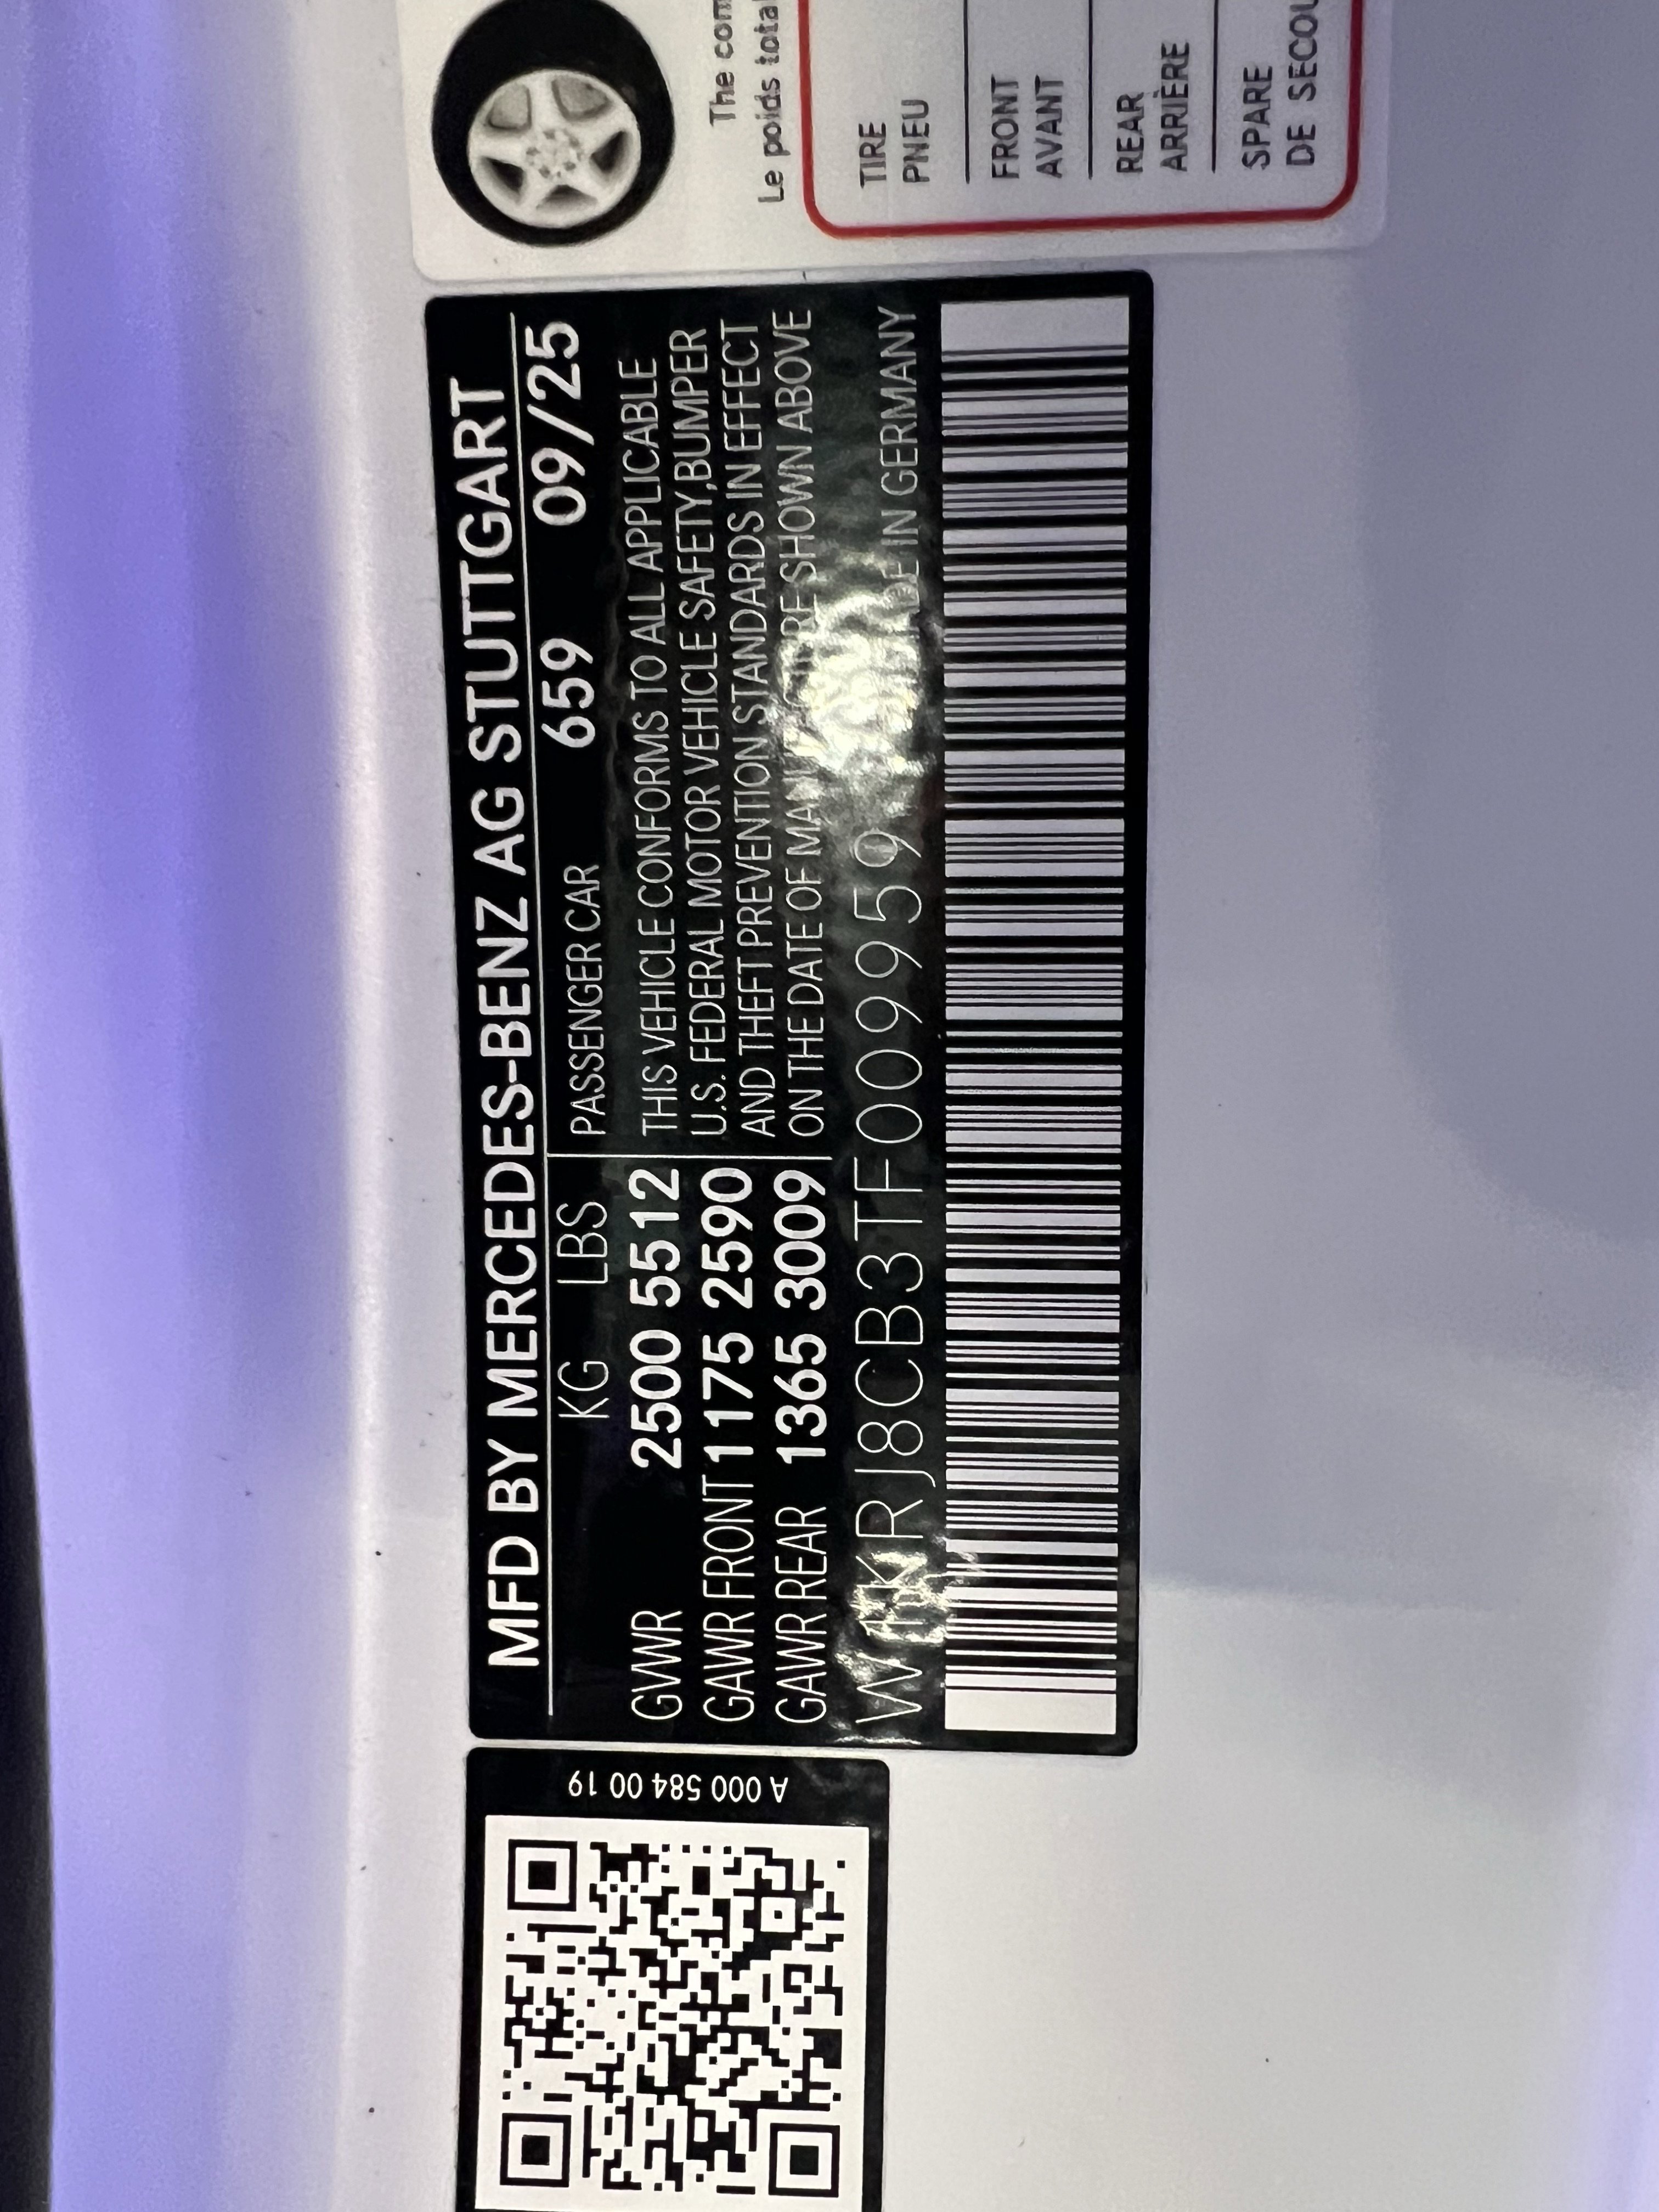 The com
Le poids total
TIRE
PNEU
FRONT
AVANT
REAR
ARRIÈRE
SPARE
DE SECOU
MFD BY MERCEDES-BENZ AG STUTTGART
KG LBS PASSENGER CAR 659 09/25
GVWR 2500 5512 THIS VEHICLE CONFORMS TO ALL APPLICABLE
GAWR FRONT 1175 2590 U.S. FEDERAL MOTOR VEHICLE SAFETY,BUMPER
AND THEFT PREVENTION STANDARDS IN EFFECT
GAWR REAR 1365 3009 ON THE DATE OF MANUFACTURE SHOWN ABOVE
W1KRJ8CB3TF009959 MADE IN GERMANY
A 000 584 00 19